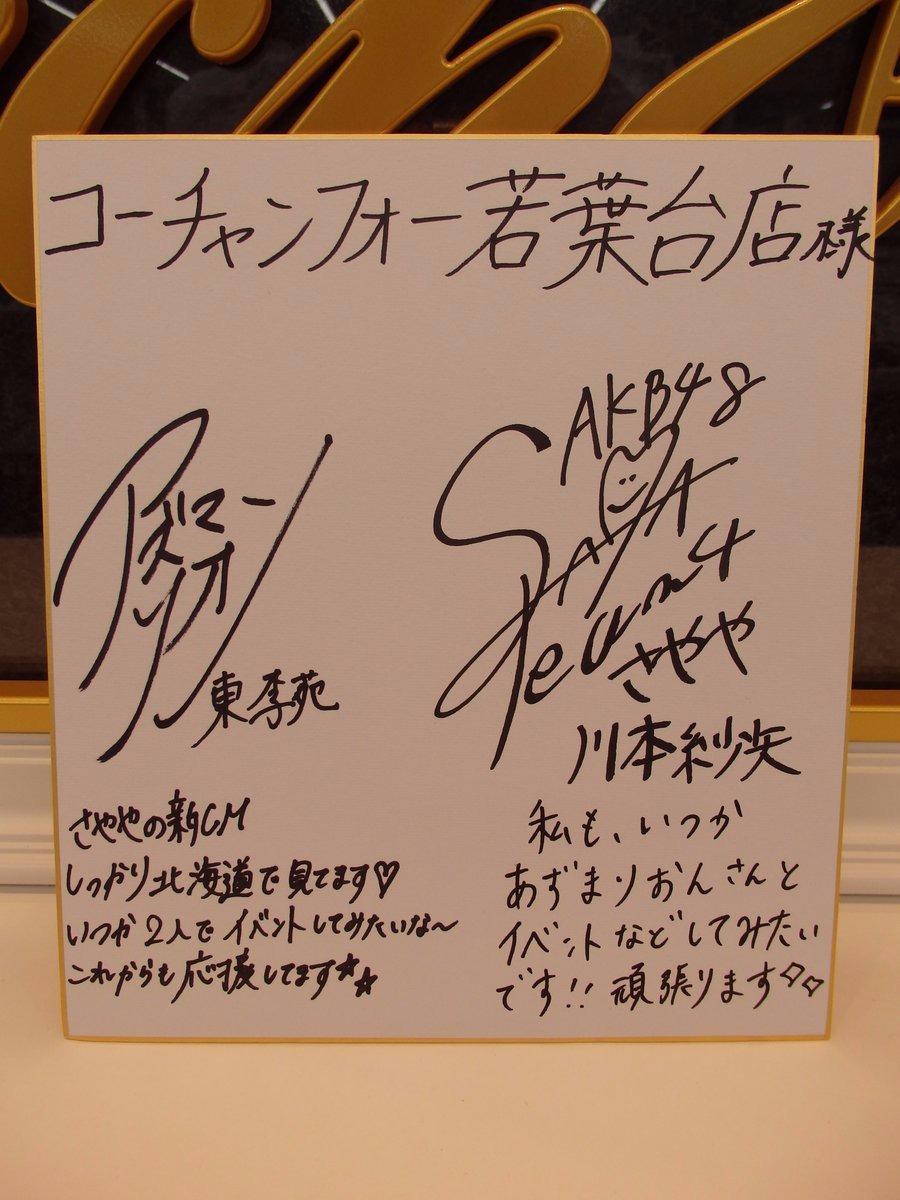 コーチャンフォー若葉台店様
アズマ
リオン
東李苑
さややの新CM
しっかり北海道で見てます♡
いつか2人でイベントしてみたいな〜
これからも応援してます☆☆
AKB48
SAYAYA
Team4
さやや
川本紗矢
私も、いつか
あずまりおんさんと
イベントなどしてみたい
です!! 頑張ります✧✧